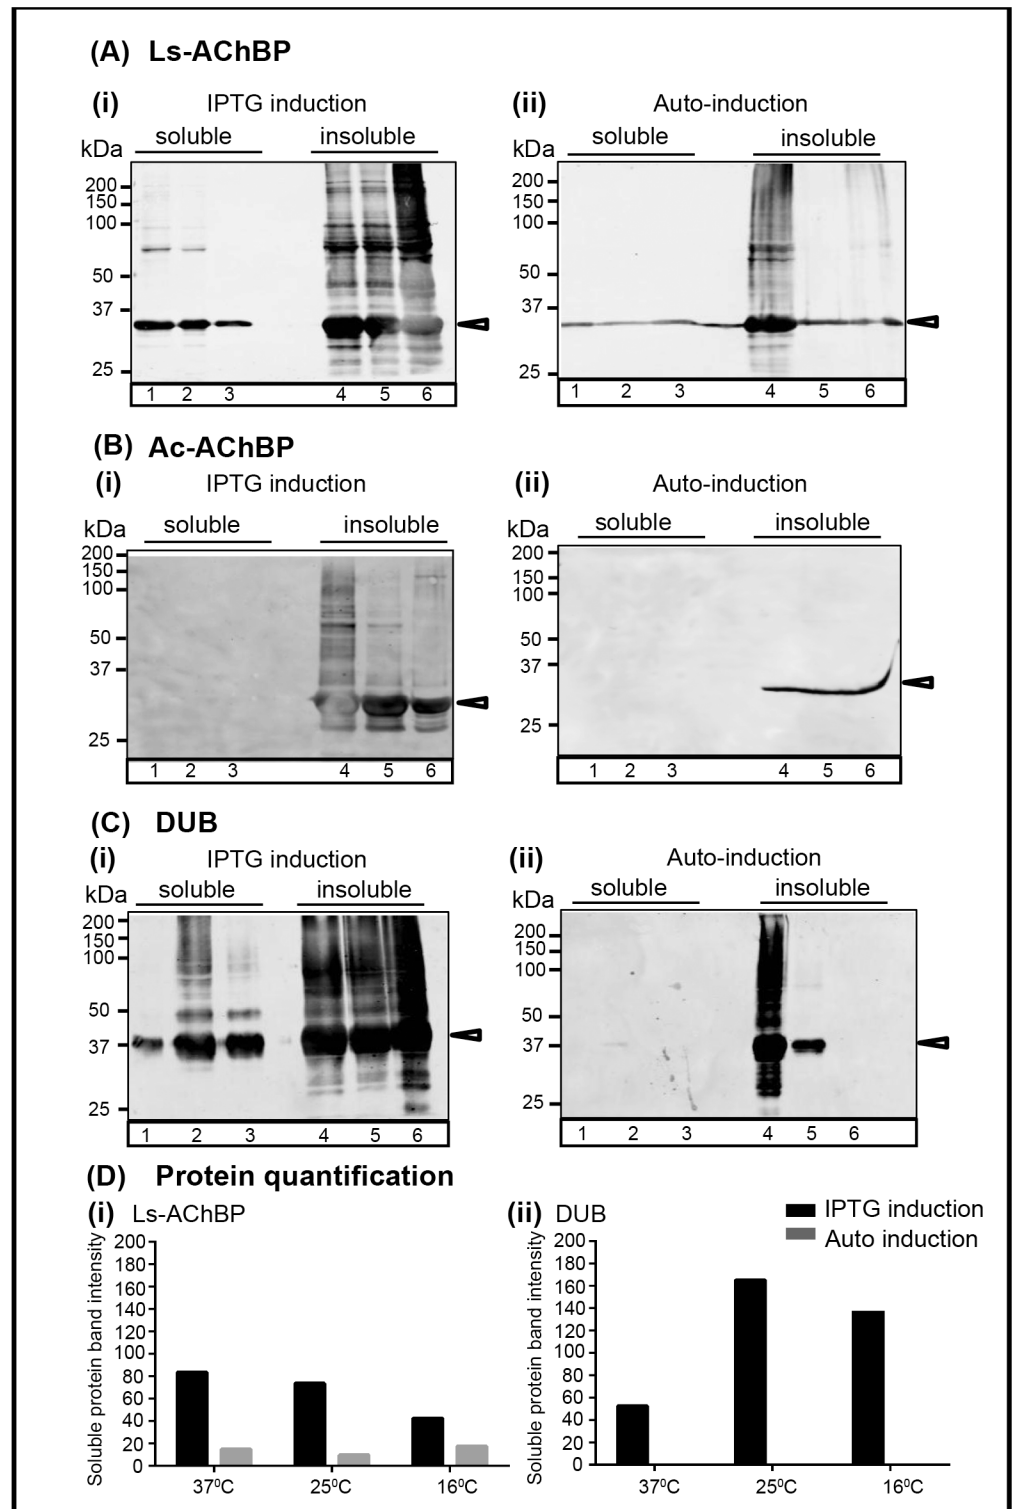 (A) Ls-AChBP
(i) IPTG induction
soluble insoluble
kDa
200
150
100
50
37
25
1 2 3 4 5 6
(ii) Auto-induction
soluble insoluble
kDa
200
150
100
50
37
25
1 2 3 4 5 6
(B) Ac-AChBP
(i) IPTG induction
soluble insoluble
kDa
200
150
100
50
37
25
1 2 3 4 5 6
(ii) Auto-induction
soluble insoluble
kDa
200
150
100
50
37
25
1 2 3 4 5 6
(C) DUB
(i) IPTG induction
soluble insoluble
kDa
200
150
100
50
37
25
1 2 3 4 5 6
(ii) Auto-induction
soluble insoluble
kDa
200
150
100
50
37
25
1 2 3 4 5 6
(D) Protein quantification
(i) Ls-AChBP
Soluble protein band intensity
200
180
160
140
120
100
80
60
40
20
0
37⁰C 25⁰C 16⁰C
(ii) DUB
IPTG induction
Auto induction
Soluble protein band intensity
200
180
160
140
120
100
80
60
40
20
0
37⁰C 25⁰C 16⁰C